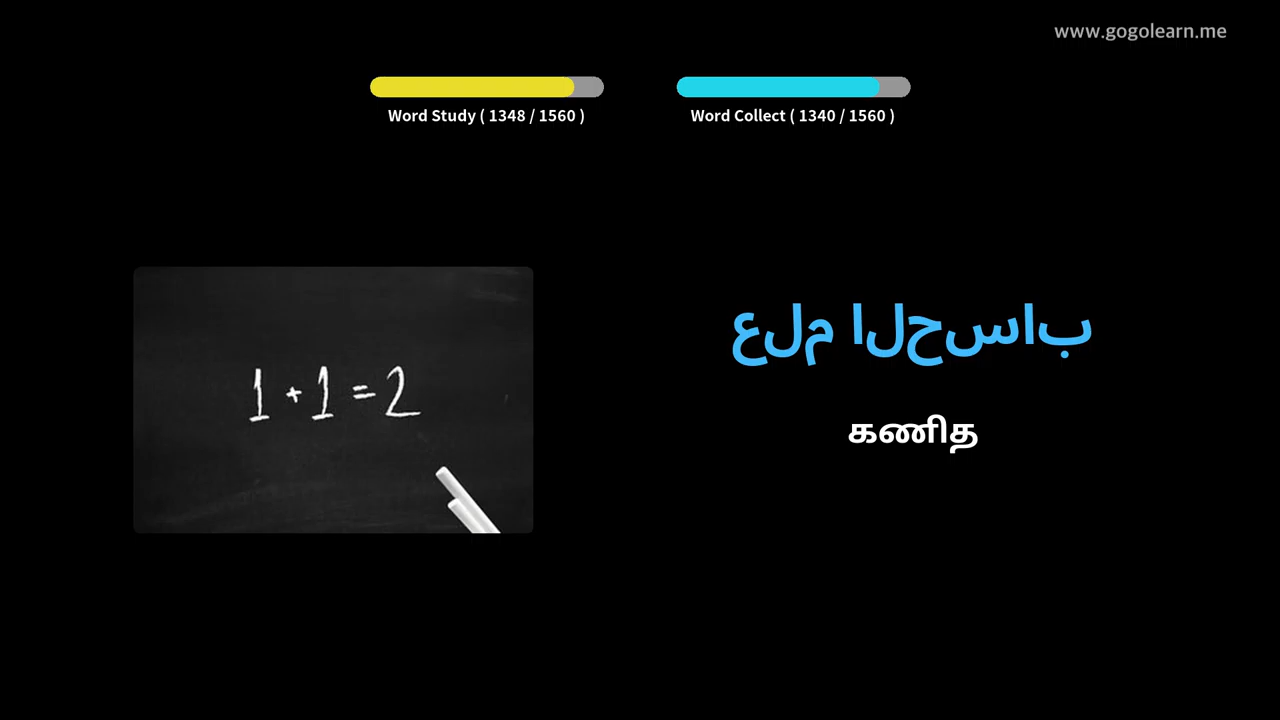 www.gogolearn.me
Word Study ( 1348 / 1560 )
Word Collect ( 1340 / 1560 )
علم الحساب
கணித
1 + 1 = 2